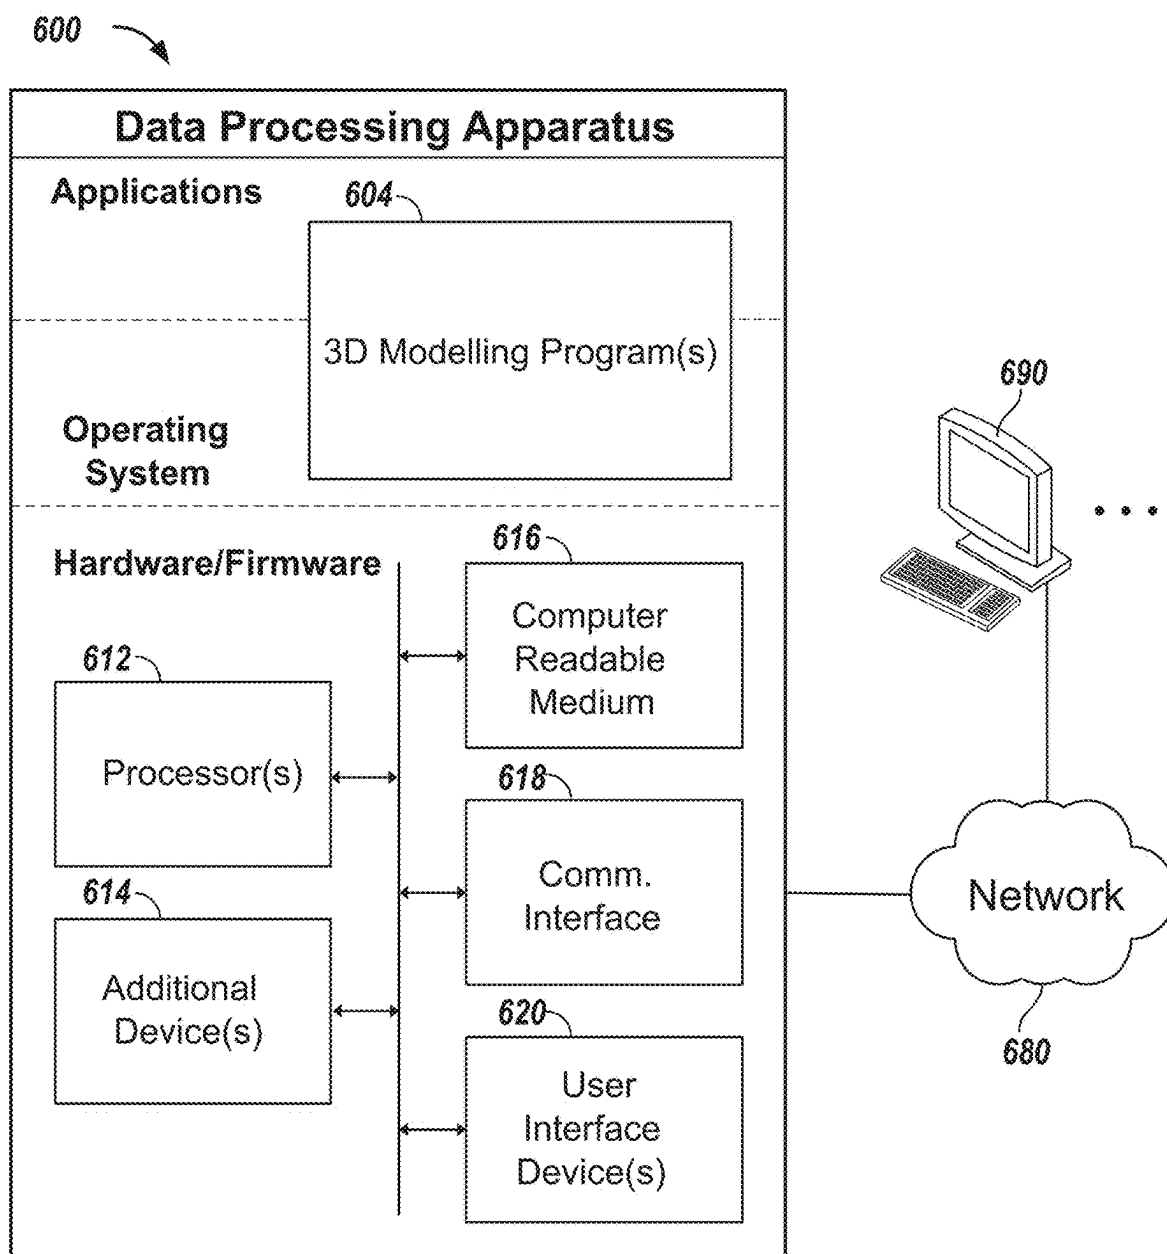 600
Data Processing Apparatus
Applications
604
3D Modelling Program(s)
Operating
System
690
Hardware/Firmware
616
Computer
Readable
Medium
612
Processor(s)
618
Comm.
Interface
Network
680
614
Additional
Device(s)
620
User
Interface
Device(s)